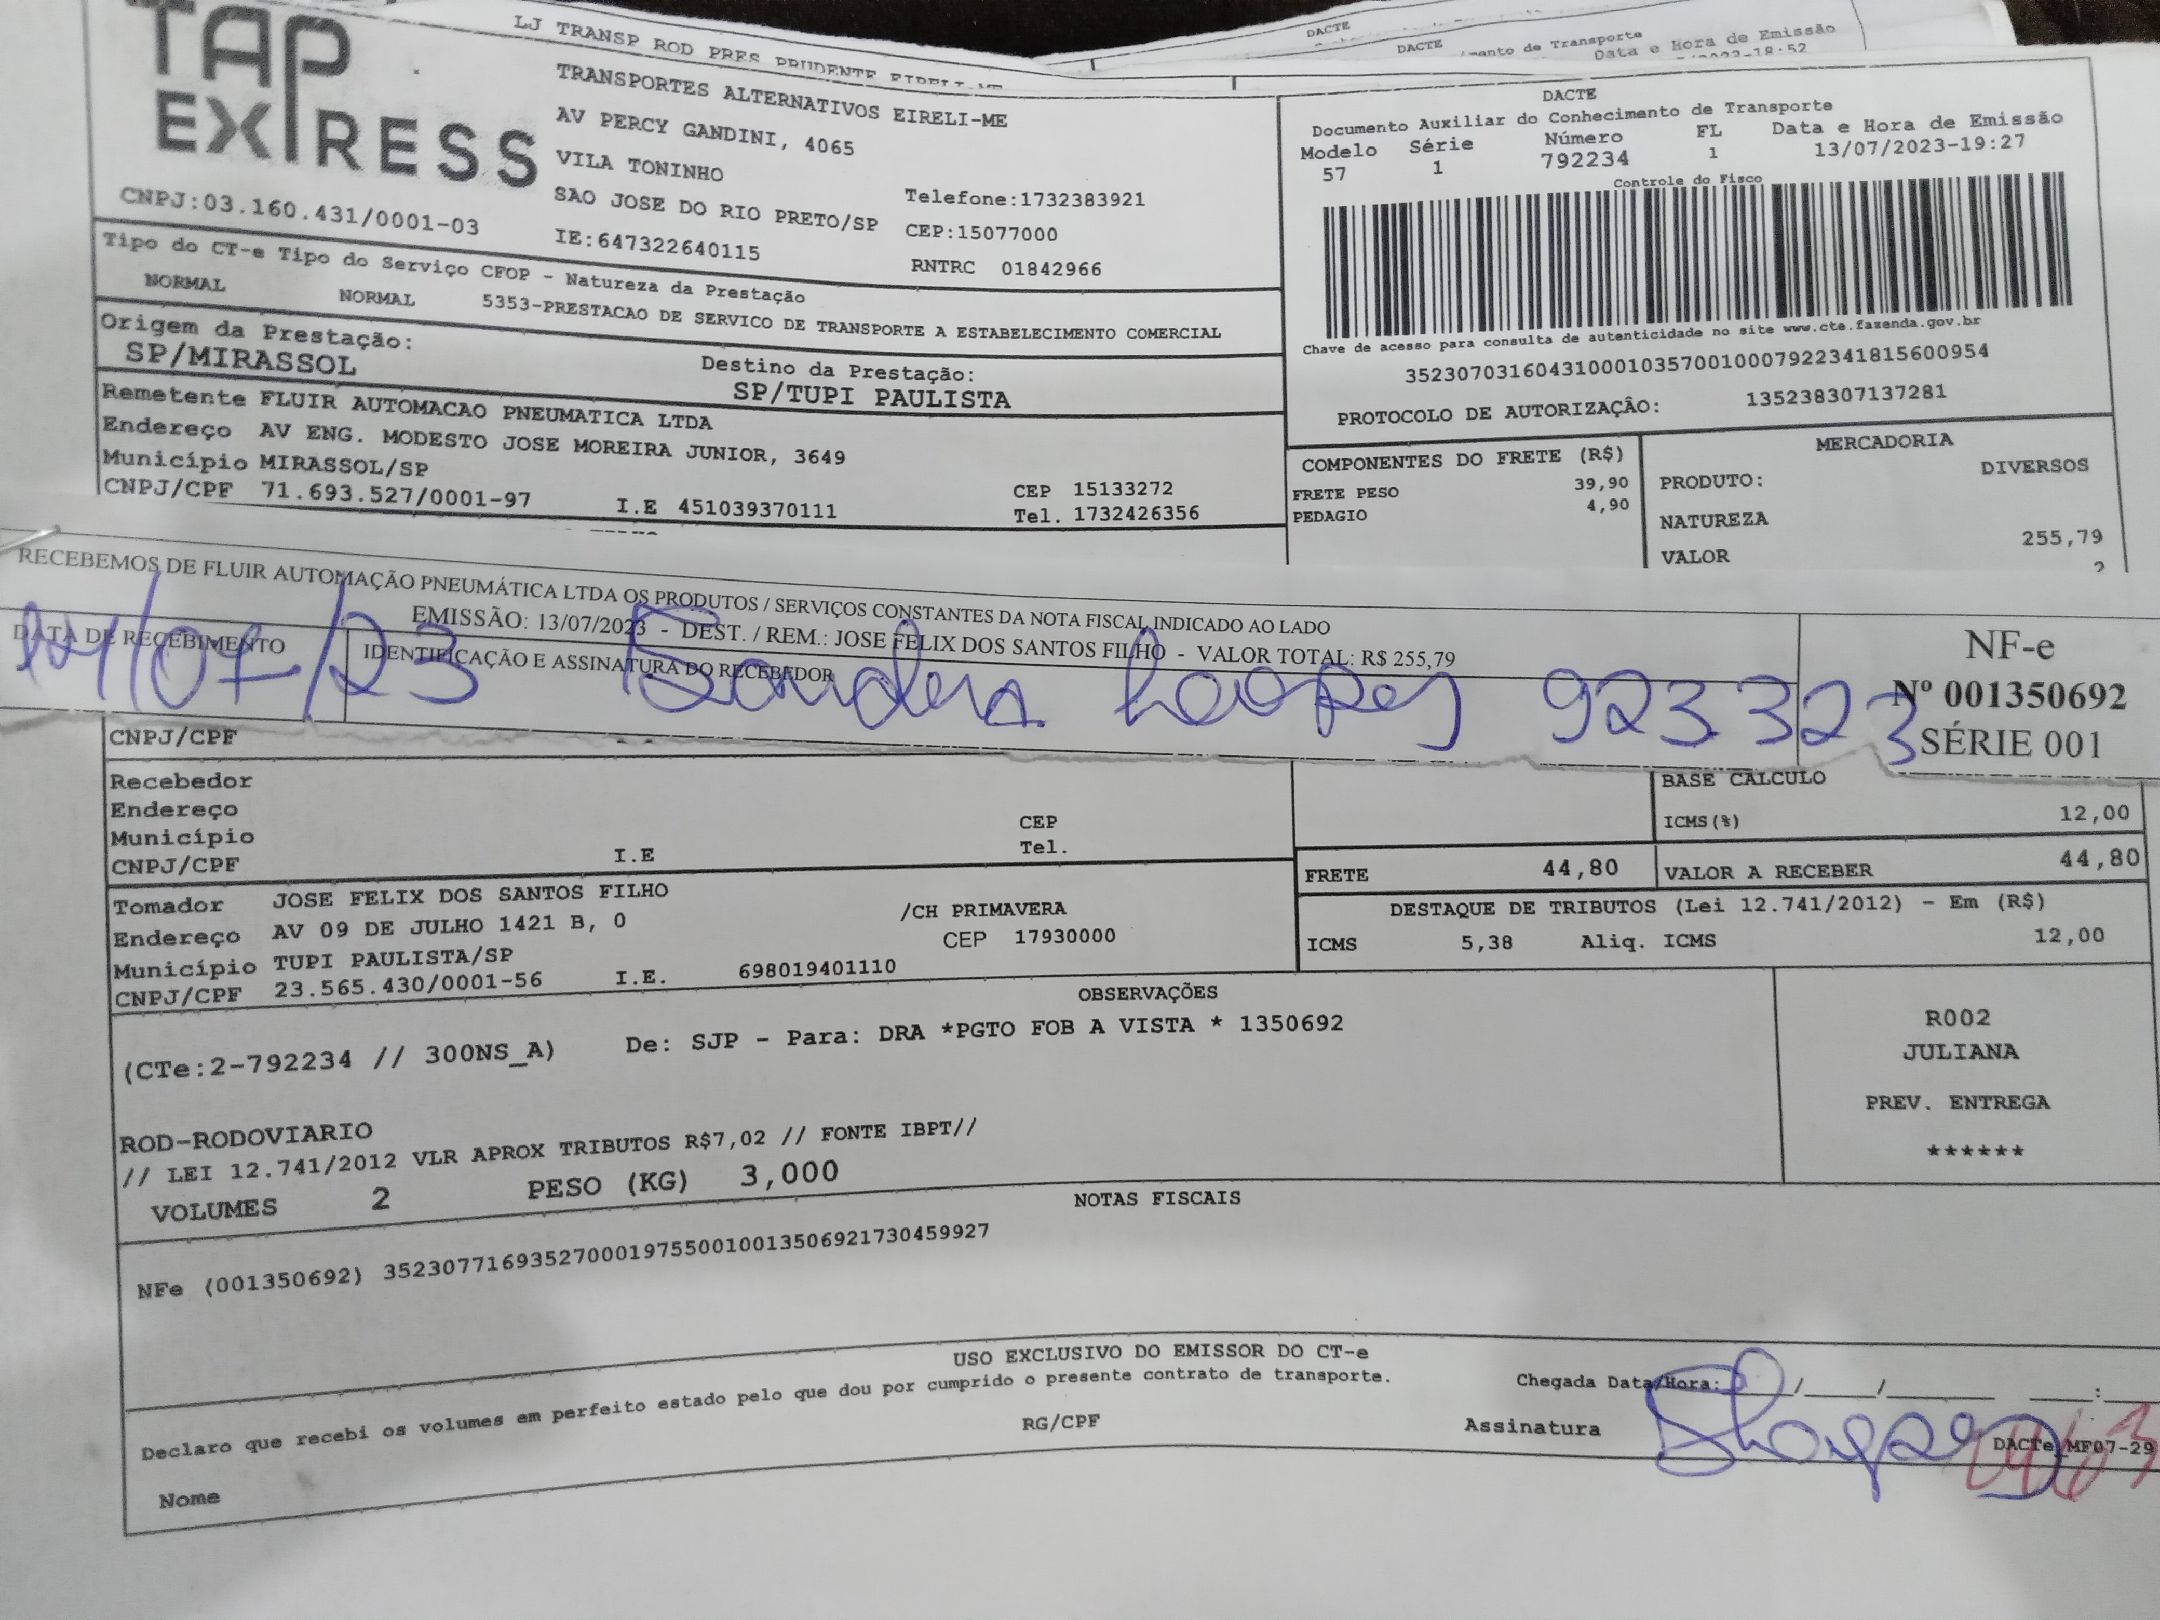 DACTE
DACTE
mento de Transporte
Data e Hora de Emissão
LJ TRANSP ROD PRES PRUDENTE EIRELI-ME
TAP EXPRESS
CNPJ:03.160.431/0001-03
TRANSPORTES ALTERNATIVOS EIRELI-ME
AV PERCY GANDINI, 4065
VILA TONINHO
SAO JOSE DO RIO PRETO/SP
IE:647322640115
Telefone:1732383921
CEP:15077000
RNTRC 01842966
DACTE
Documento Auxiliar do Conhecimento de Transporte
Modelo Série Número FL Data e Hora de Emissão
57 1 792234 1 13/07/2023-19:27
Controle do Fisco
Chave de acesso para consulta de autenticidade no site www.cte.fazenda.gov.br
35230703160431000103570010007922341815600954
PROTOCOLO DE AUTORIZAÇÃO: 135238307137281
Tipo do CT-e Tipo do Serviço CFOP - Natureza da Prestação
NORMAL NORMAL 5353-PRESTACAO DE SERVICO DE TRANSPORTE A ESTABELECIMENTO COMERCIAL
Origem da Prestação:
SP/MIRASSOL
Destino da Prestação:
SP/TUPI PAULISTA
Remetente FLUIR AUTOMACAO PNEUMATICA LTDA
Endereço AV ENG. MODESTO JOSE MOREIRA JUNIOR, 3649
Município MIRASSOL/SP CEP 15133272
CNPJ/CPF 71.693.527/0001-97 I.E 451039370111 Tel. 1732426356
COMPONENTES DO FRETE (R$)
FRETE PESO 39,90
PEDAGIO 4,90
MERCADORIA
PRODUTO: DIVERSOS
NATUREZA
VALOR 255,79
2
RECEBEMOS DE FLUIR AUTOMAÇÃO PNEUMÁTICA LTDA OS PRODUTOS / SERVIÇOS CONSTANTES DA NOTA FISCAL INDICADO AO LADO
EMISSÃO: 13/07/2023 - DEST. / REM.: JOSE FELIX DOS SANTOS FILHO - VALOR TOTAL: R$ 255,79
DATA DE RECEBIMENTO
IDENTIFICAÇÃO E ASSINATURA DO RECEBEDOR
14/07/23 923323
NF-e
Nº 001350692
SÉRIE 001
CNPJ/CPF
Recebedor
Endereço
Município CEP
CNPJ/CPF I.E Tel.
BASE CALCULO
ICMS(%) 12,00
FRETE 44,80 VALOR A RECEBER 44,80
Tomador JOSE FELIX DOS SANTOS FILHO
Endereço AV 09 DE JULHO 1421 B, 0 /CH PRIMAVERA
Município TUPI PAULISTA/SP CEP 17930000
CNPJ/CPF 23.565.430/0001-56 I.E. 698019401110
DESTAQUE DE TRIBUTOS (Lei 12.741/2012) - Em (R$)
ICMS 5,38 Aliq. ICMS 12,00
OBSERVAÇÕES
(CTe:2-792234 // 300NS_A) De: SJP - Para: DRA *PGTO FOB A VISTA * 1350692
R002
JULIANA
PREV. ENTREGA
******
ROD-RODOVIARIO
// LEI 12.741/2012 VLR APROX TRIBUTOS R$7,02 // FONTE IBPT//
VOLUMES 2 PESO (KG) 3,000
NOTAS FISCAIS
NFe (001350692) 35230771693527000197550010013506921730459927
USO EXCLUSIVO DO EMISSOR DO CT-e
Declaro que recebi os volumes em perfeito estado pelo que dou por cumprido o presente contrato de transporte.
Chegada Data/Hora: / / :
Nome RG/CPF Assinatura
DACTe_MF07-29